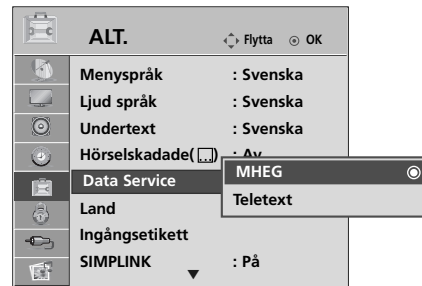 ALT. Flytta OK
Menyspråk : Svenska
Ljud språk : Svenska
Undertext : Svenska
Hörselskadade( ) : Av
Data Service MHEG
Teletext
Land
Ingångsetikett
SIMPLINK : På